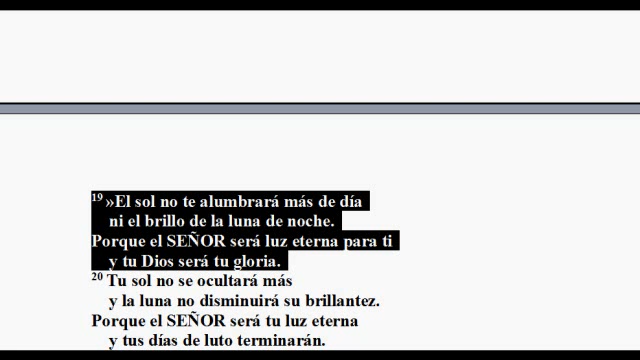 19 »El sol no te alumbrará más de día
ni el brillo de la luna de noche.
Porque el SEÑOR será luz eterna para ti
y tu Dios será tu gloria.
20 Tu sol no se ocultará más
y la luna no disminuirá su brillantez.
Porque el SEÑOR será tu luz eterna
y tus días de luto terminarán.